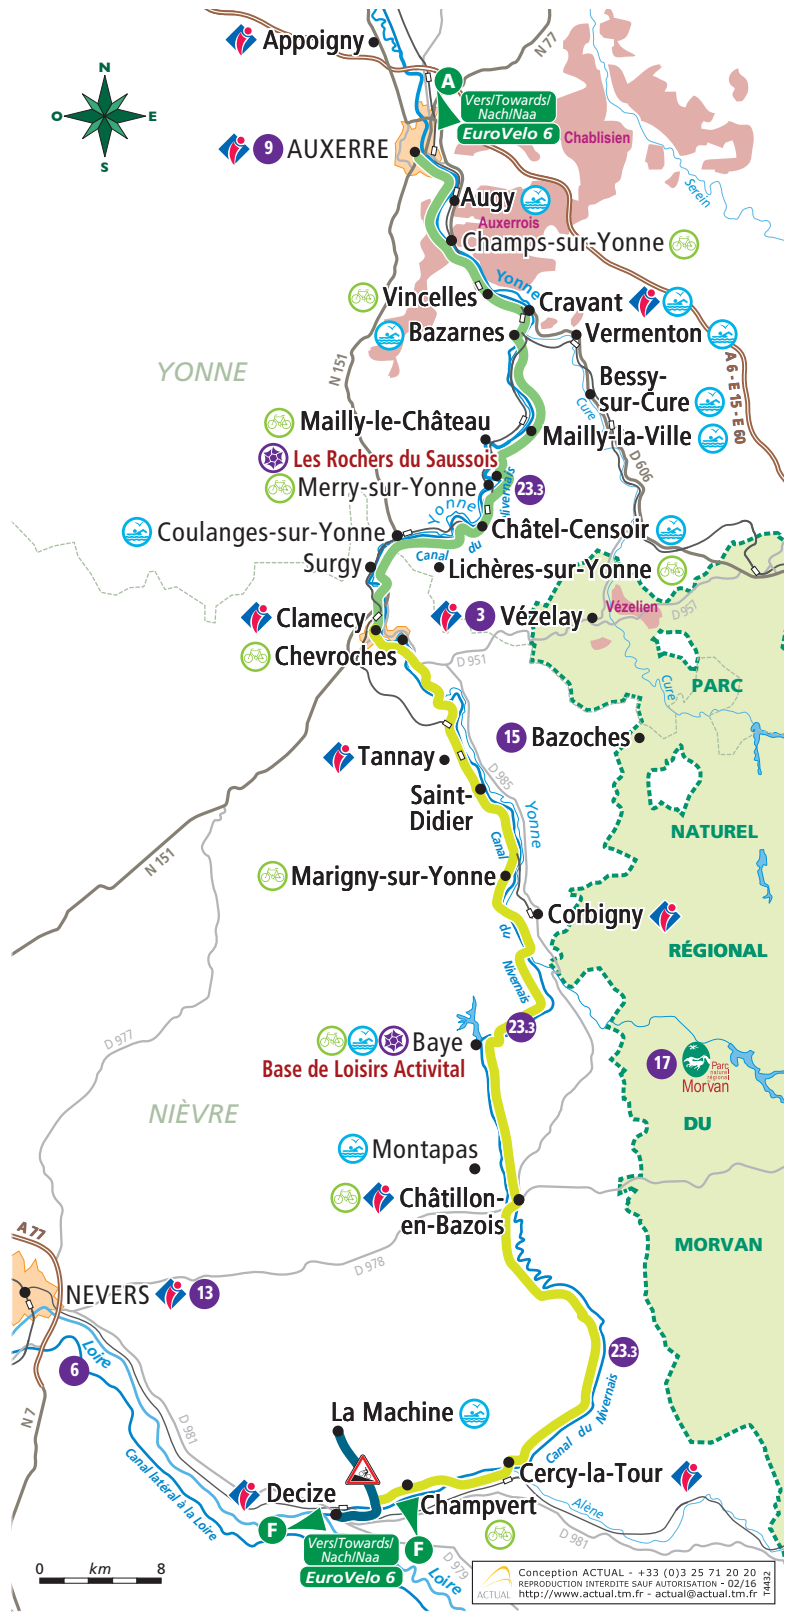 Appoigny
N 77
N
O
E
S
A
Vers/Towards/
Nach/Naa
EuroVelo 6
Chablisien
9
AUXERRE
Serein
Augy
Auxerrois
Champs-sur-Yonne
Yonne
Vincelles
Cravant
Bazarnes
Vermenton
YONNE
N 151
A 6 - E 15 - E 60
Bessy-
sur-Cure
Cure
Mailly-le-Château
Mailly-la-Ville
Les Rochers du Saussois
D 606
Merry-sur-Yonne
23.3
Nivernais
Yonne
Coulanges-sur-Yonne
Châtel-Censoir
Canal
du
Surgy
Lichères-sur-Yonne
Clamecy
3
Vézelay
Vézelien
D 951
Chevroches
D 951
Cure
PARC
15
Bazoches
Tannay
D 985
Saint-
Didier
Yonne
NATUREL
Canal
N 151
Marigny-sur-Yonne
Corbigny
du
RÉGIONAL
Nivernais
23.3
D 977
Baye
Base de Loisirs Activital
17
Parc
naturel
régional
du
Morvan
NIÈVRE
DU
Montapas
Châtillon-
en-Bazois
A 77
MORVAN
D 978
NEVERS
13
Loire
23.3
6
N 7
D 981
La Machine
Canal du Nivernais
Canal latéral à la Loire
Cercy-la-Tour
Decize
Champvert
Alène
F
Vers/Towards/
Nach/Naa
EuroVelo 6
F
D 981
D 979
Loire
0
km
8
ACTUAL
Conception ACTUAL - +33 (0)3 25 71 20 20
REPRODUCTION INTERDITE SAUF AUTORISATION - 02/16
http://www.actual.tm.fr - actual@actual.tm.fr
T4432